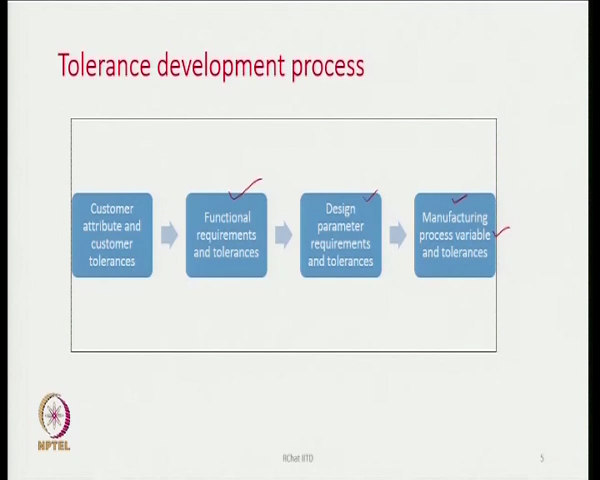 Tolerance development process
Customer
attribute and
customer
tolerances
Functional
requirements
and tolerances
Design
parameter
requirements
and tolerances
Manufacturing
process variable
and tolerances
NPTEL
RChat IITD
5